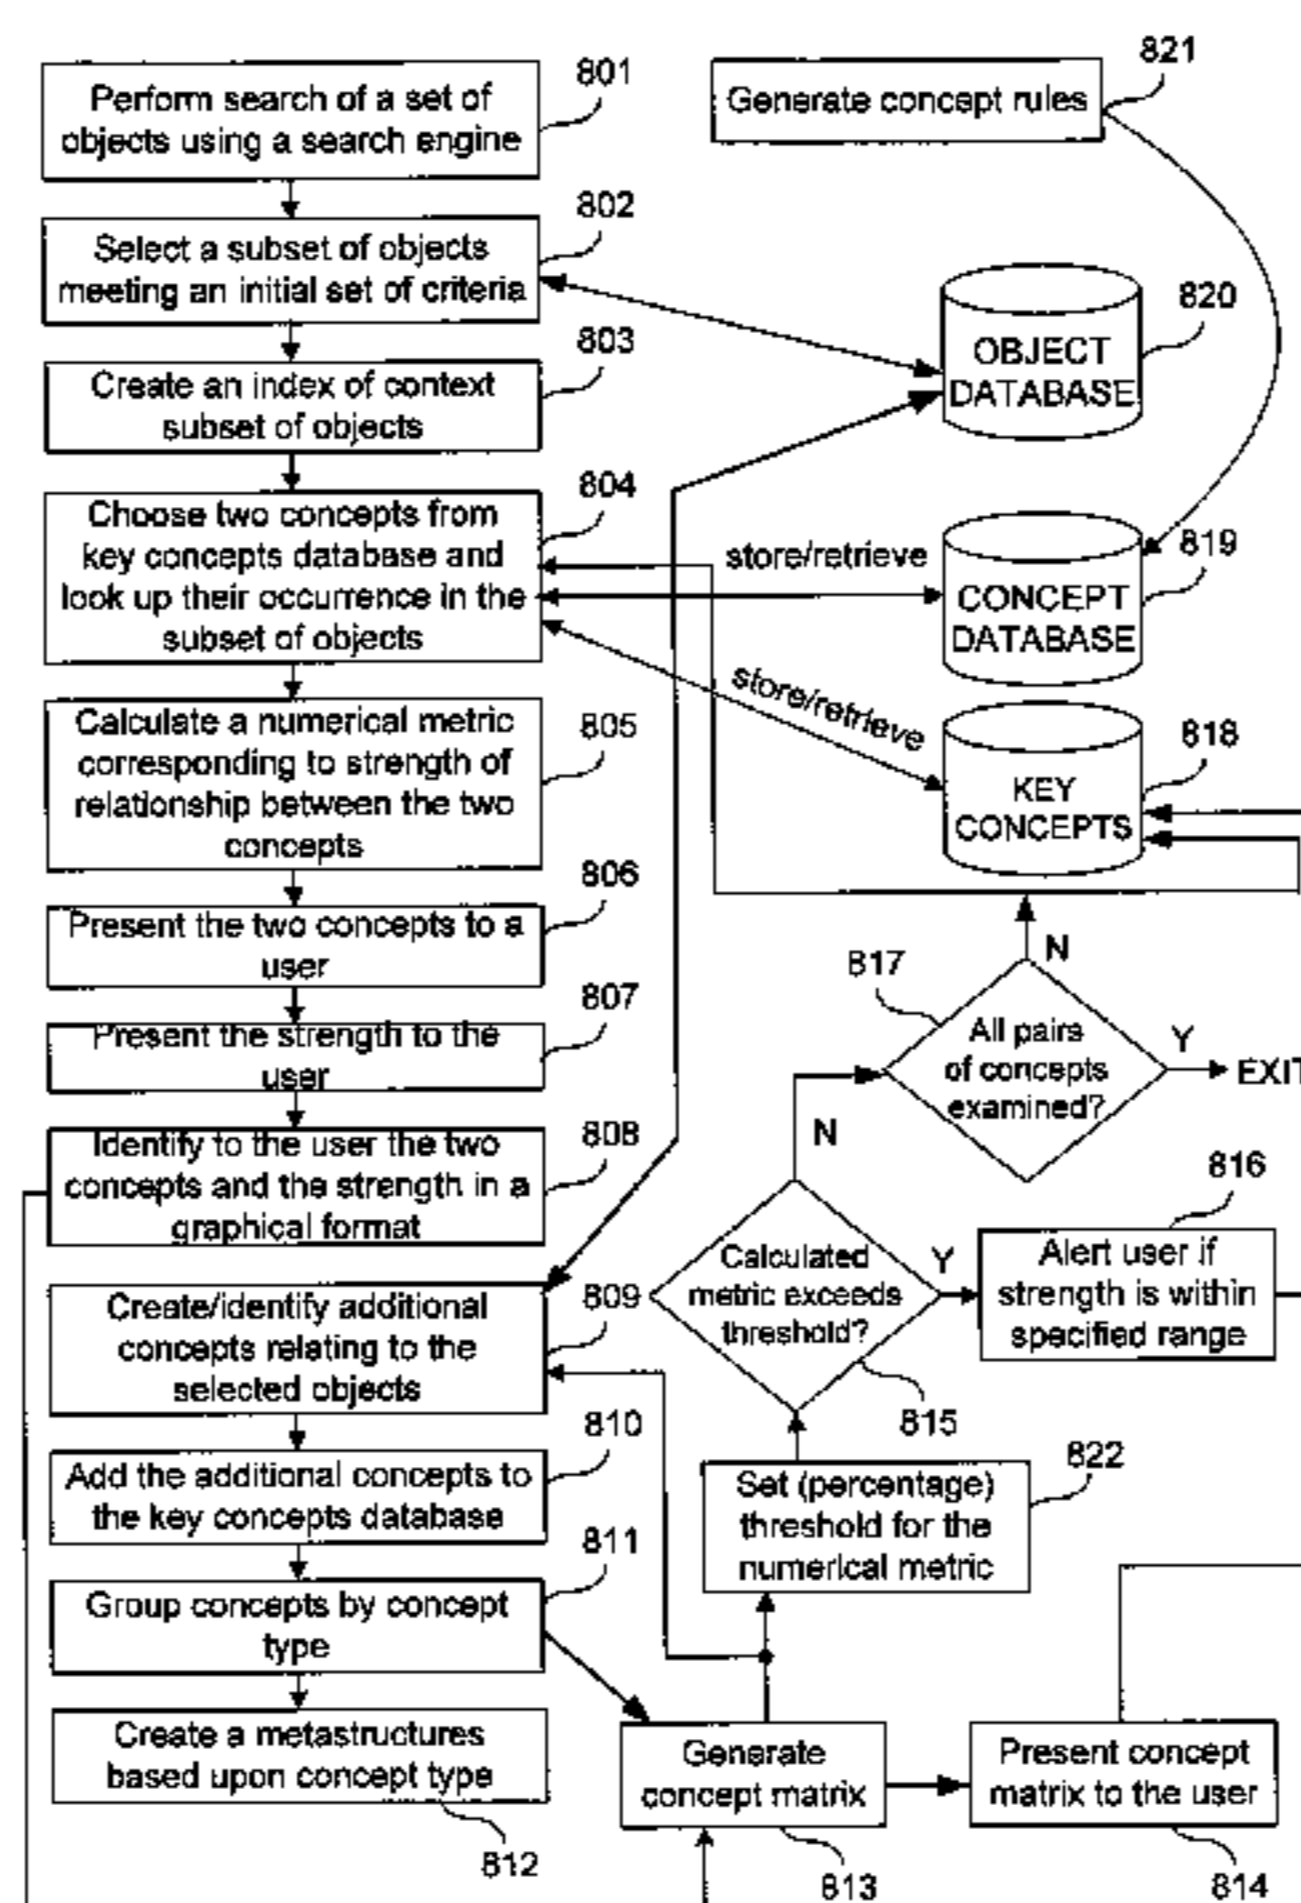 801
Perform search of a set of
objects using a search engine
802
Select a subset of objects
meeting an initial set of criteria
803
Create an index of context
subset of objects
804
Choose two concepts from
key concepts database and
look up their occurrence in the
subset of objects
805
Calculate a numerical metric
corresponding to strength of
relationship between the two
concepts
806
Present the two concepts to a
user
807
Present the strength to the
user
808
Identify to the user the two
concepts and the strength in a
graphical format
809
Create/identify additional
concepts relating to the
selected objects
810
Add the additional concepts to
the key concepts database
811
Group concepts by concept
type
Create a metastructures
based upon concept type
812
821
Generate concept rules
820
OBJECT
DATABASE
store/retrieve
819
CONCEPT
DATABASE
store/retrieve
818
KEY
CONCEPTS
N
817
All pairs
of concepts
examined?
Y
EXIT
N
816
Calculated
metric exceeds
threshold?
Y
Alert user if
strength is within
specified range
815
822
Set (percentage)
threshold for the
numerical metric
Generate
concept matrix
813
Present concept
matrix to the user
814